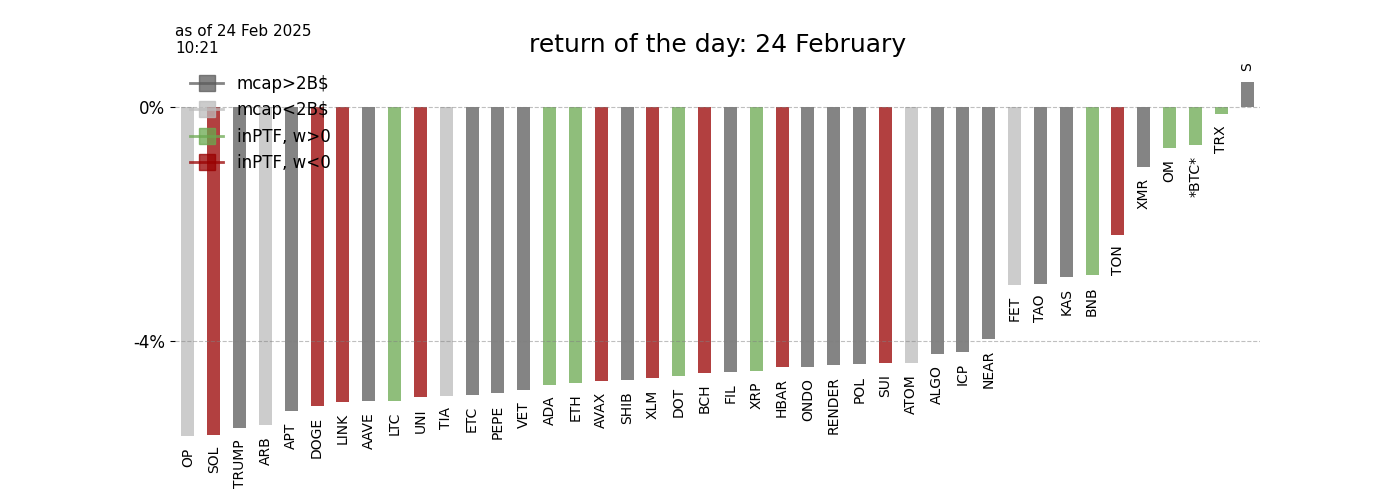 as of 24 Feb 2025
10:21
return of the day: 24 February
mcap>2B$
mcap<2B$
inPTF, w>0
inPTF, w<0
0%
-4%
OP
SOL
TRUMP
ARB
APT
DOGE
LINK
AAVE
LTC
UNI
TIA
ETC
PEPE
VET
ADA
ETH
AVAX
SHIB
XLM
DOT
BCH
FIL
XRP
HBAR
ONDO
RENDER
POL
SUI
ATOM
ALGO
ICP
NEAR
FET
TAO
KAS
BNB
TON
XMR
OM
*BTC*
TRX
S